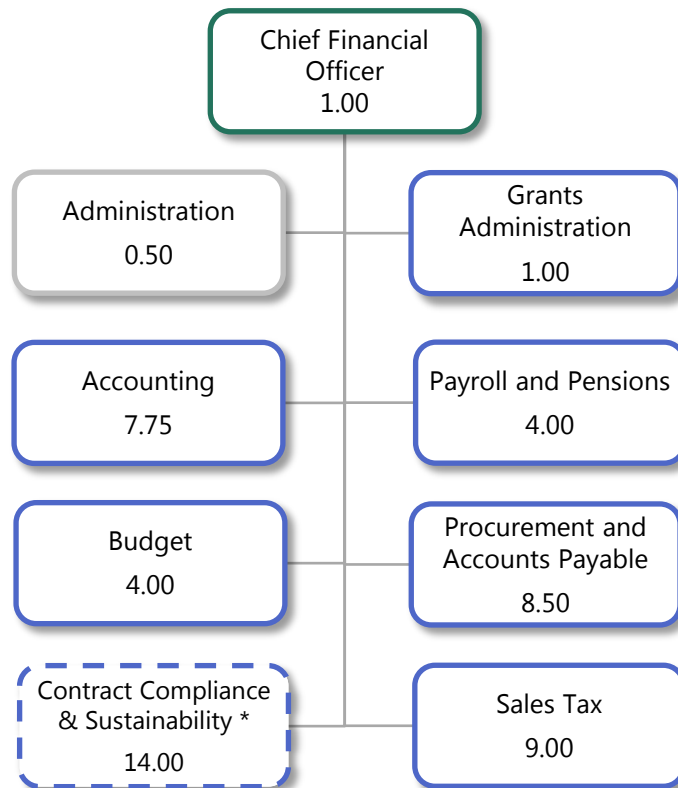 Chief Financial
Officer
1.00
Administration
0.50
Grants
Administration
1.00
Accounting
7.75
Payroll and Pensions
4.00
Budget
4.00
Procurement and
Accounts Payable
8.50
Contract Compliance
& Sustainability *
14.00
Sales Tax
9.00